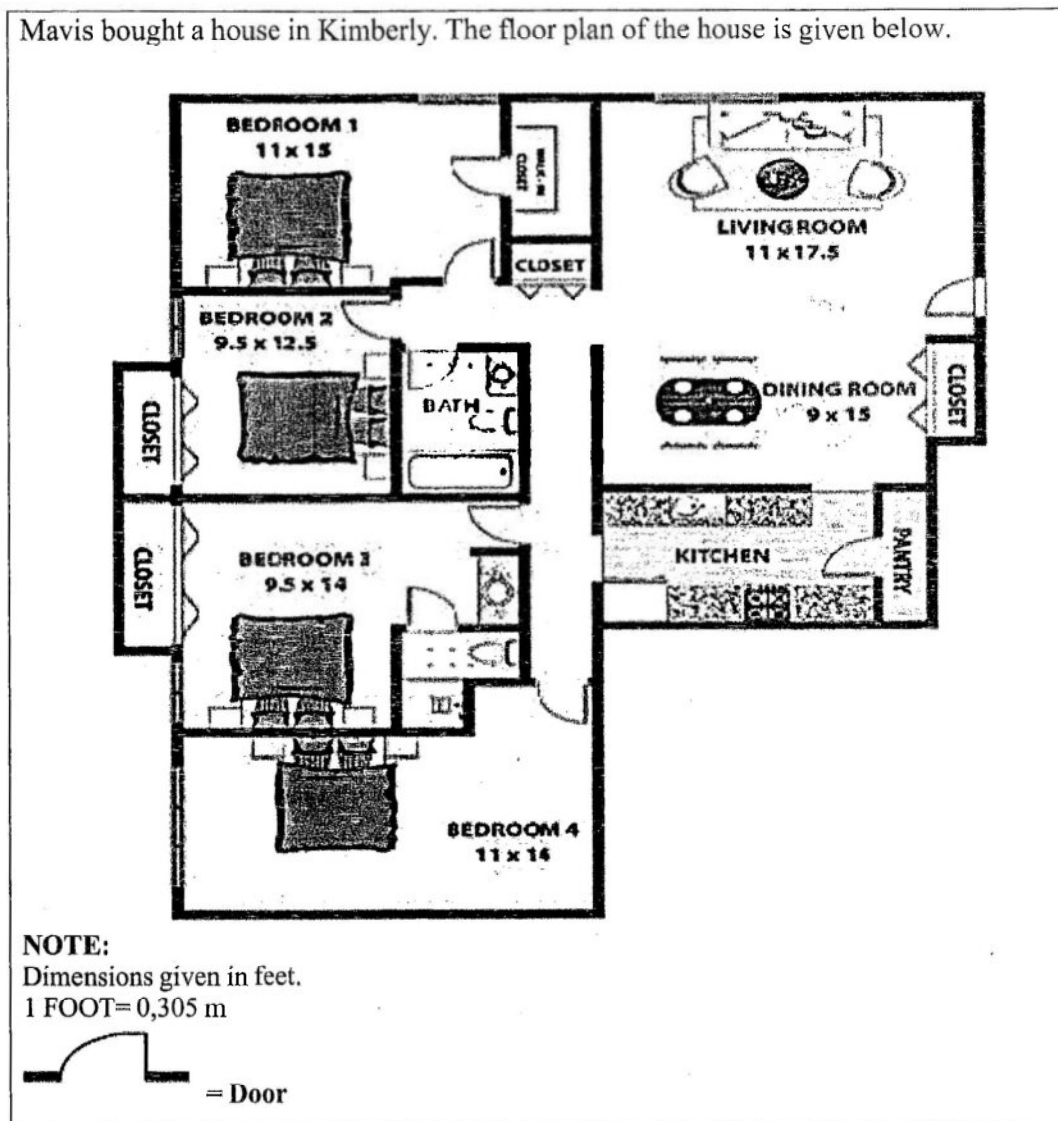 Mavis bought a house in Kimberly. The floor plan of the house is given below.
BEDROOM 1
11 x 15
WALK-IN
CLOSET
LIVING ROOM
11 x 17.5
CLOSET
BEDROOM 2
9.5 x 12.5
CLOSET
BATH
DINING ROOM
9 x 15
CLOSET
BEDROOM 3
9.5 x 14
CLOSET
KITCHEN
PANTRY
BEDROOM 4
11 x 14
NOTE:
Dimensions given in feet.
1 FOOT= 0,305 m
= Door